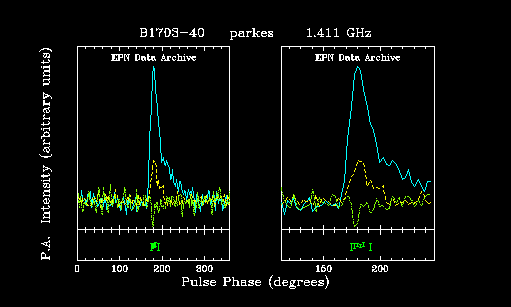 B1703-40 parkes 1.411 GHz
EPN Data Archive EPN Data Archive
P.A. Intensity (arbitrary units)
0 100 200 300 160 200
Pulse Phase (degrees)